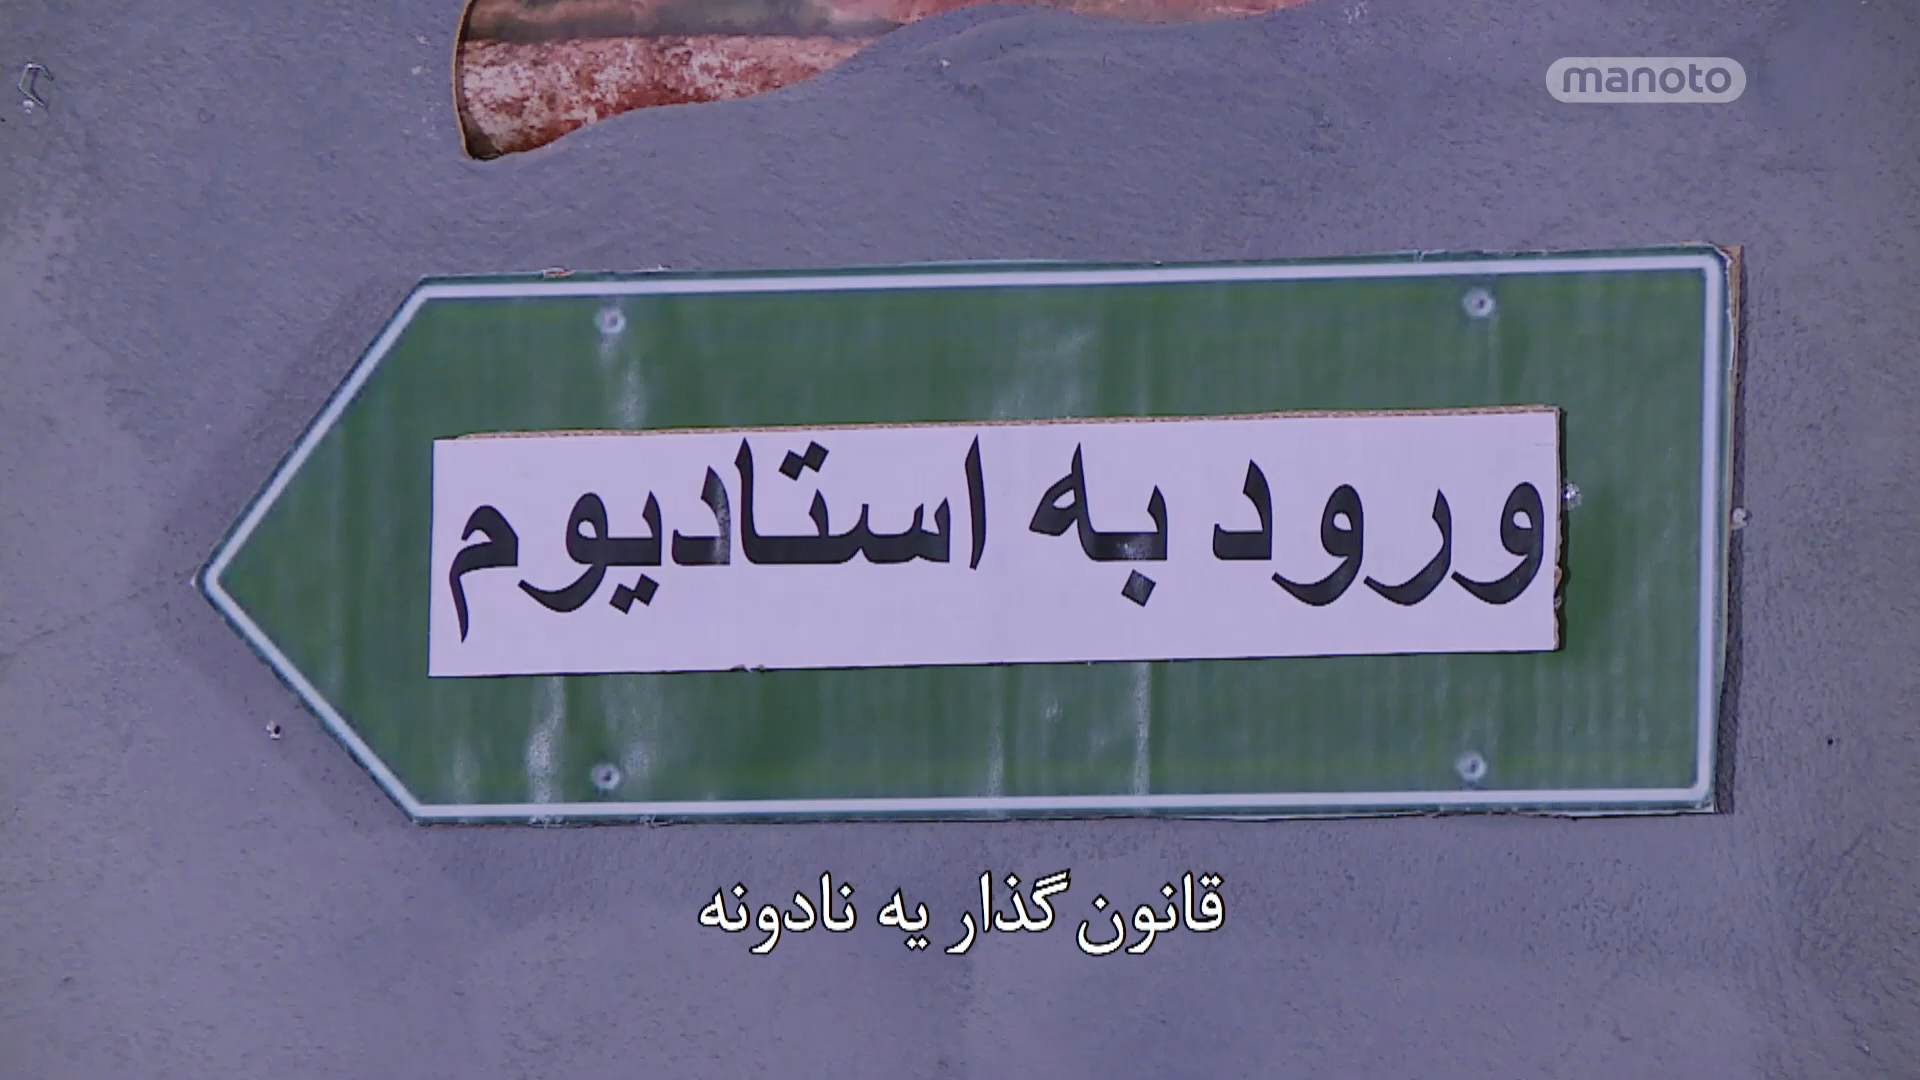 manoto
ورود به استادیوم
قانون گذار یه نادونه